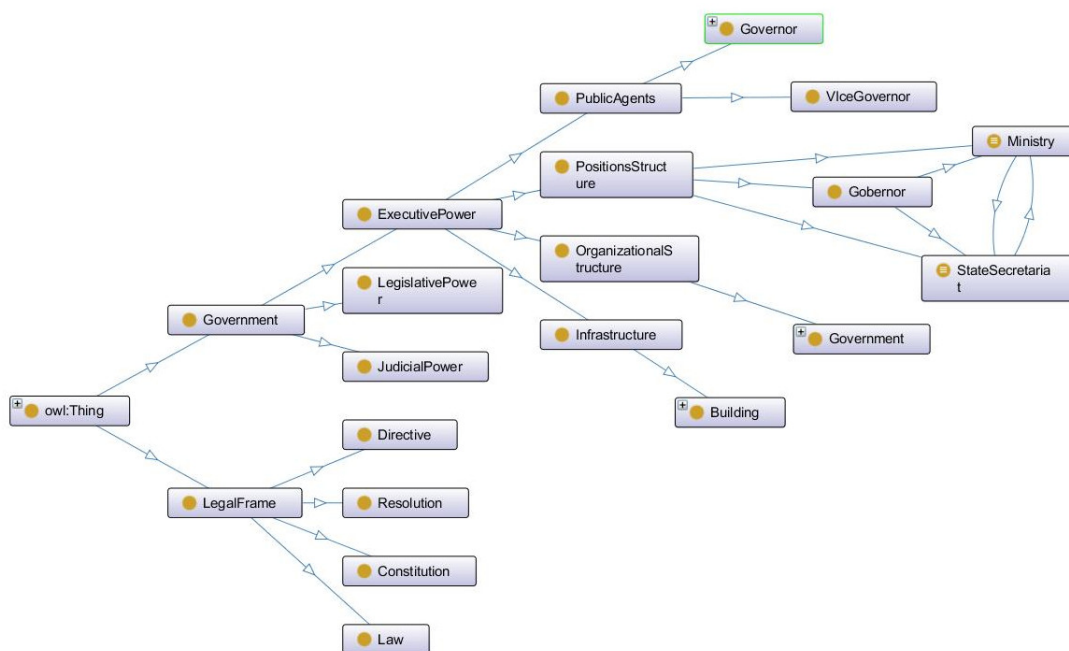 Governor
PublicAgents
VIceGovernor
Ministry
PositionsStruct
ure
Gobernor
ExecutivePower
OrganizationalS
tructure
StateSecretaria
t
LegislativePowe
r
Government
Infrastructure
Government
JudicialPower
owl:Thing
Building
Directive
LegalFrame
Resolution
Constitution
Law